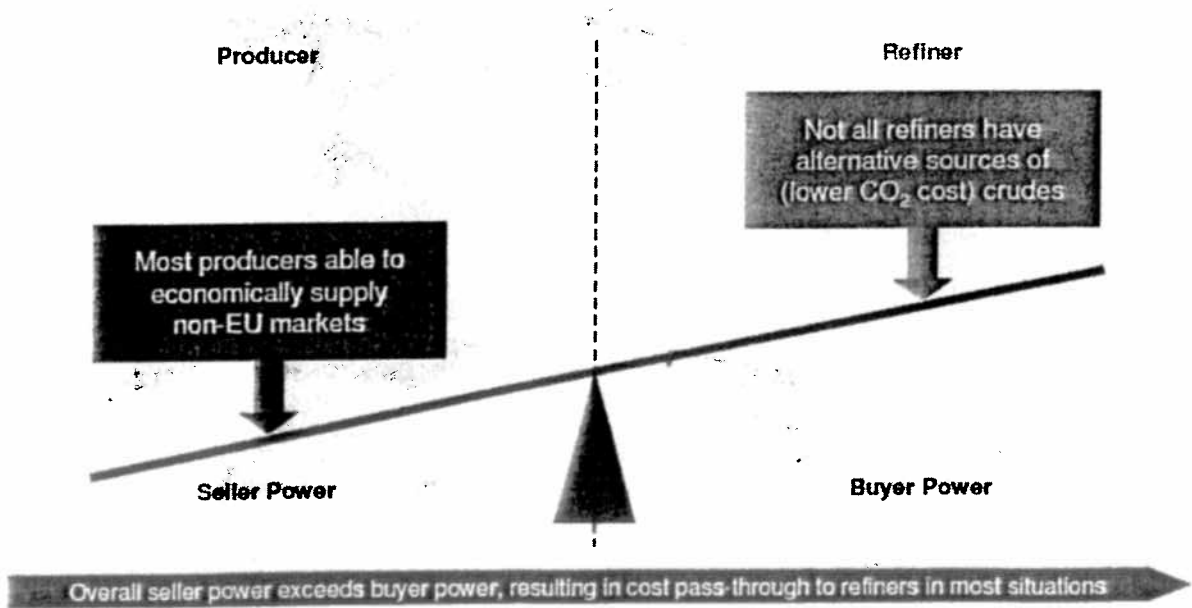 Producer
Refiner
Not all refiners have
alternative sources of
(lower CO₂ cost) crudes
Most producers able to
economically supply
non-EU markets
Seller Power
Buyer Power
Overall seller power exceeds buyer power, resulting in cost pass-through to refiners in most situations